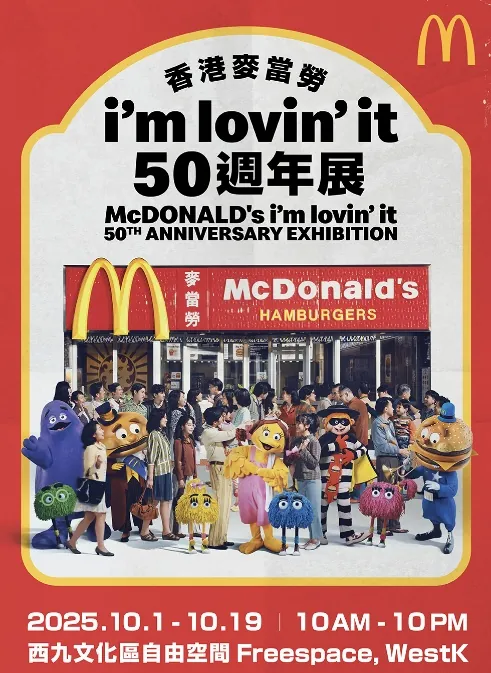 香港麥當勞
i'm lovin' it
50週年展
McDONALD's i'm lovin' it
50TH ANNIVERSARY EXHIBITION
麥當勞
McDonald's
HAMBURGERS
2025.10.1 - 10.19 | 10AM - 10PM
西九文化區自由空間 Freespace, WestK